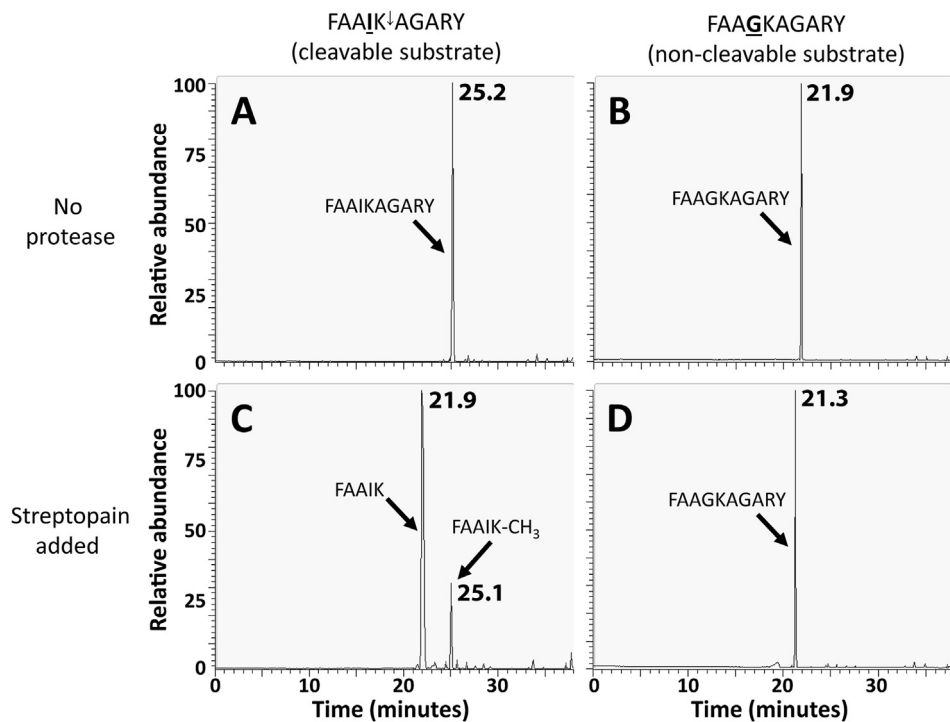 FAAIK↓AGARY
(cleavable substrate)
FAAGKAGARY
(non-cleavable substrate)
No
protease
Relative abundance
100
75
50
25
0
A
25.2
FAAIKAGARY
B
21.9
FAAGKAGARY
Streptopain
added
Relative abundance
100
75
50
25
0
C
21.9
FAAIK
FAAIK-CH₃
25.1
0
10
20
30
Time (minutes)
D
21.3
FAAGKAGARY
0
10
20
30
Time (minutes)